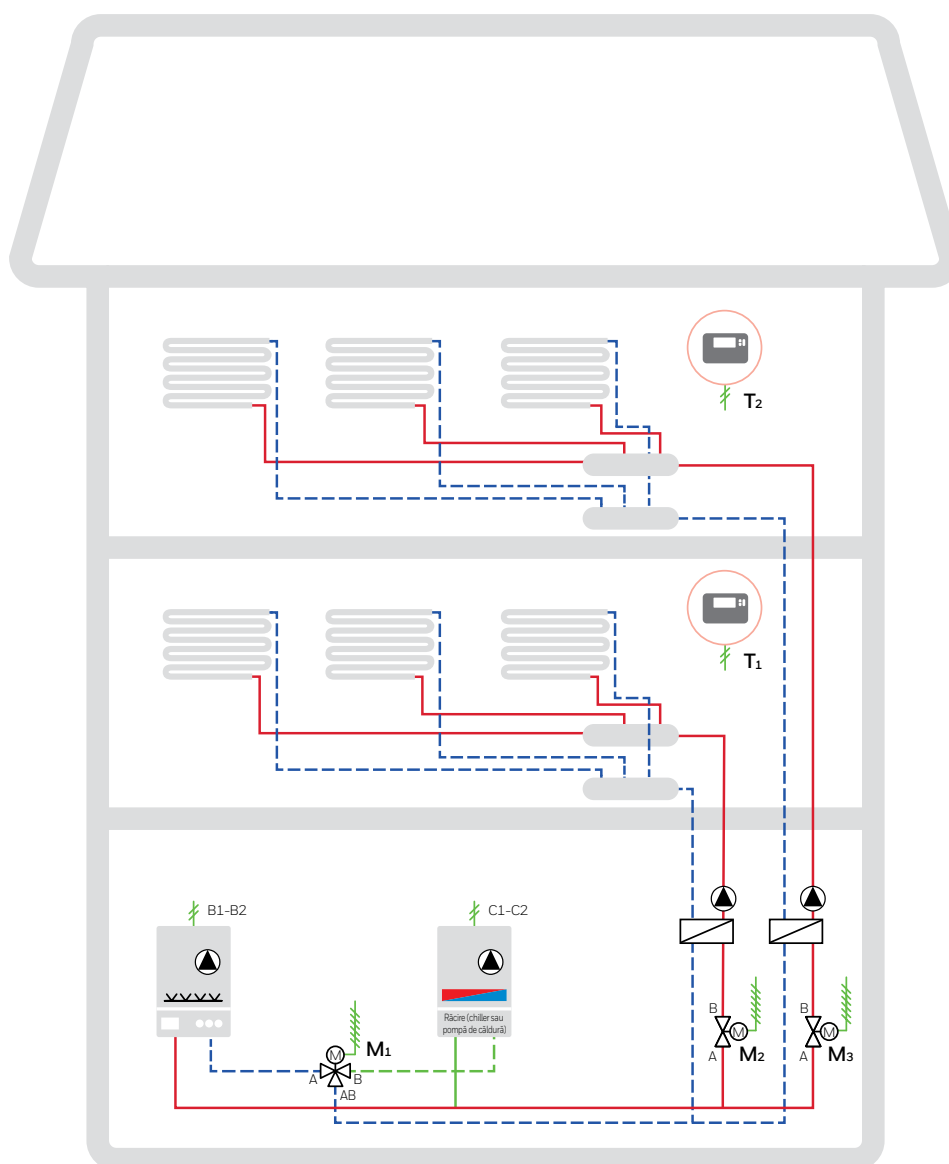 T2
T1
B1-B2
C1-C2
Răcire (chiller sau
pompă de căldură)
M
M1
A
B
AB
B
M
M2
A
B
M
M3
A